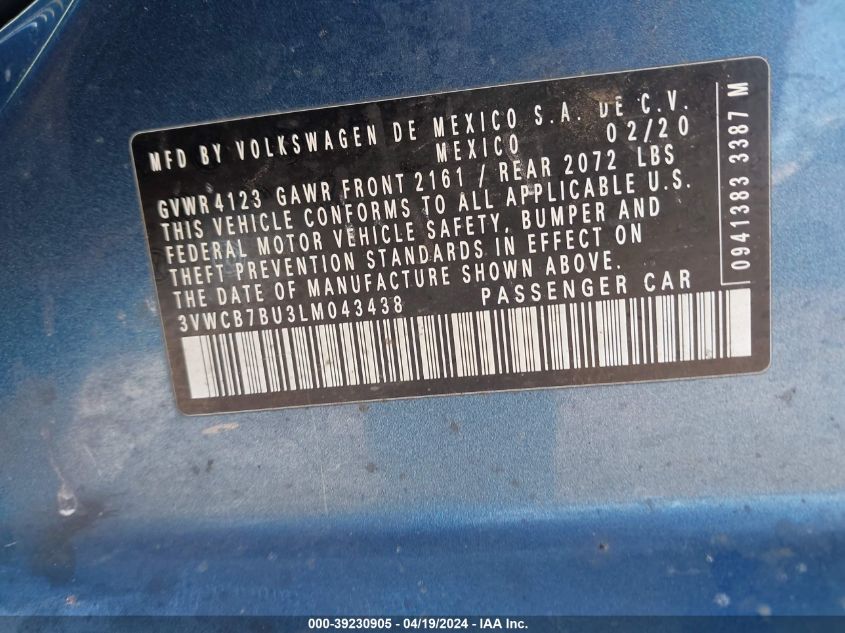 MFD BY VOLKSWAGEN DE MEXICO S.A. DE C.V.
MEXICO 02/20
GVWR 4123 GAWR FRONT 2161 / REAR 2072 LBS
THIS VEHICLE CONFORMS TO ALL APPLICABLE U.S.
FEDERAL MOTOR VEHICLE SAFETY, BUMPER AND
THEFT PREVENTION STANDARDS IN EFFECT ON
THE DATE OF MANUFACTURE SHOWN ABOVE.
3VWCB7BU3LM043438 PASSENGER CAR
0941383 3387 M
000-39230905 - 04/19/2024 - IAA Inc.